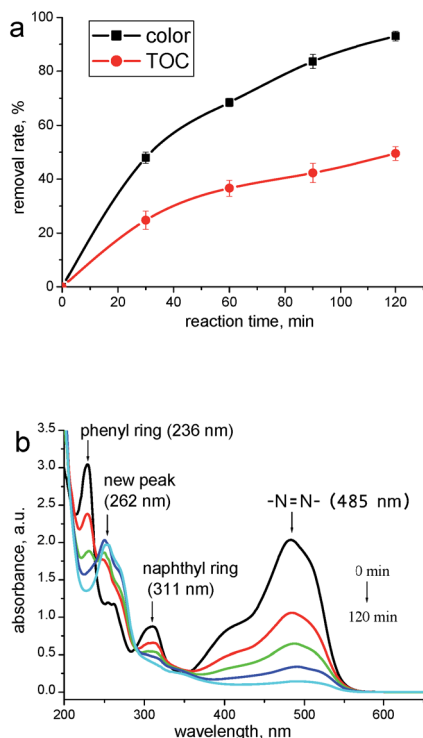 a
100
80
60
40
20
0
color
TOC
removal rate, %
0 20 40 60 80 100 120
reaction time, min
b
3.5
3.0
2.5
2.0
1.5
1.0
0.5
0.0
phenyl ring (236 nm)
new peak
(262 nm)
naphthyl ring
(311 nm)
-N=N- (485 nm)
0 min
120 min
absorbance, a.u.
200 300 400 500 600
wavelength, nm